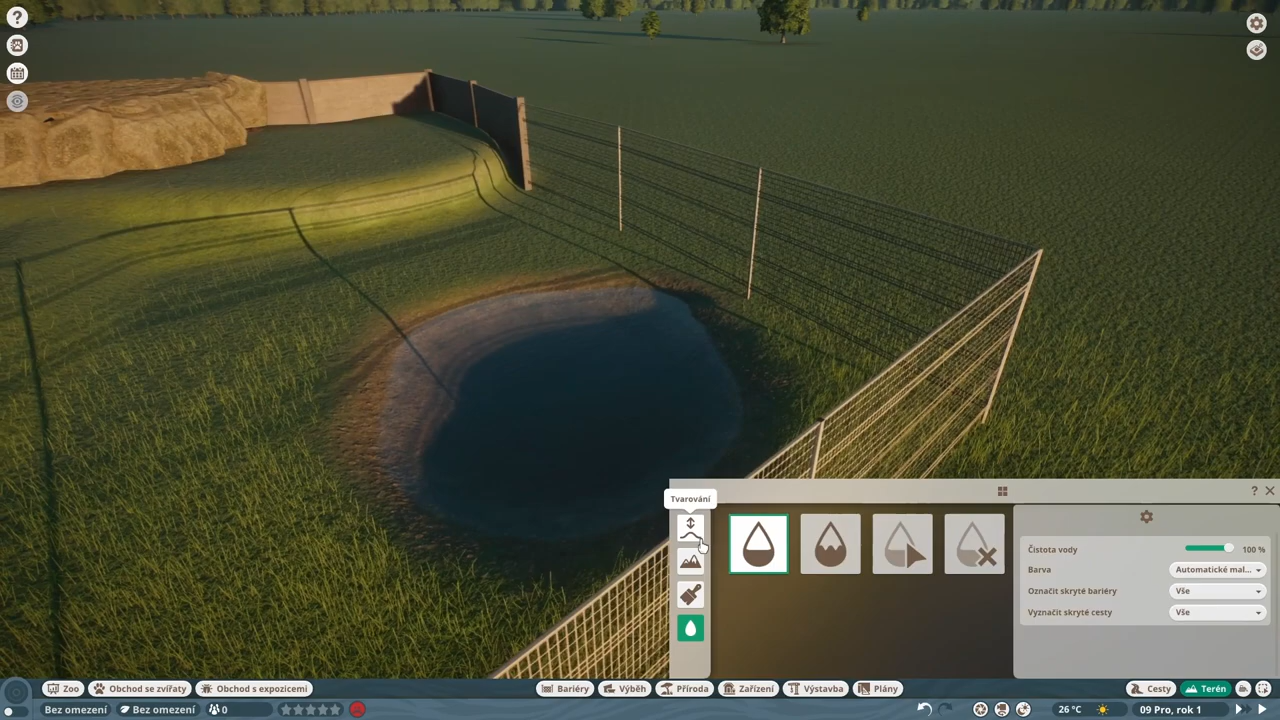 Tvarování
?
Čistota vody 100 %
Barva Automatické mal...
Označit skryté bariéry Vše
Vyznačit skryté cesty Vše
Zoo Obchod se zvířaty Obchod s expozicemi Bariéry Výběh Příroda Zařízení Výstavba Plány Cesty Terén
Bez omezení Bez omezení 0 26 °C 09 Pro, rok 1